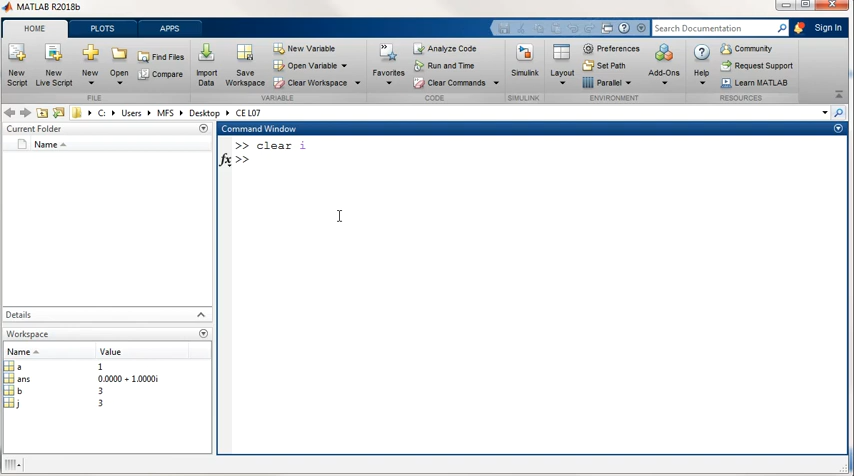 MATLAB R2018b
HOME PLOTS APPS
Search Documentation
Sign In
New Script
New Live Script
New
Open
Find Files
Compare
FILE
Import Data
Save Workspace
New Variable
Open Variable
Clear Workspace
VARIABLE
Favorites
Analyze Code
Run and Time
Clear Commands
CODE
Simulink
SIMULINK
Layout
Preferences
Set Path
Parallel
ENVIRONMENT
Add-Ons
Help
Community
Request Support
Learn MATLAB
RESOURCES
C: Users MFS Desktop CE L07
Current Folder
Name
Details
Workspace
Name Value
a 1
ans 0.0000 + 1.0000i
b 3
j 3
Command Window
>> clear i
fx >>